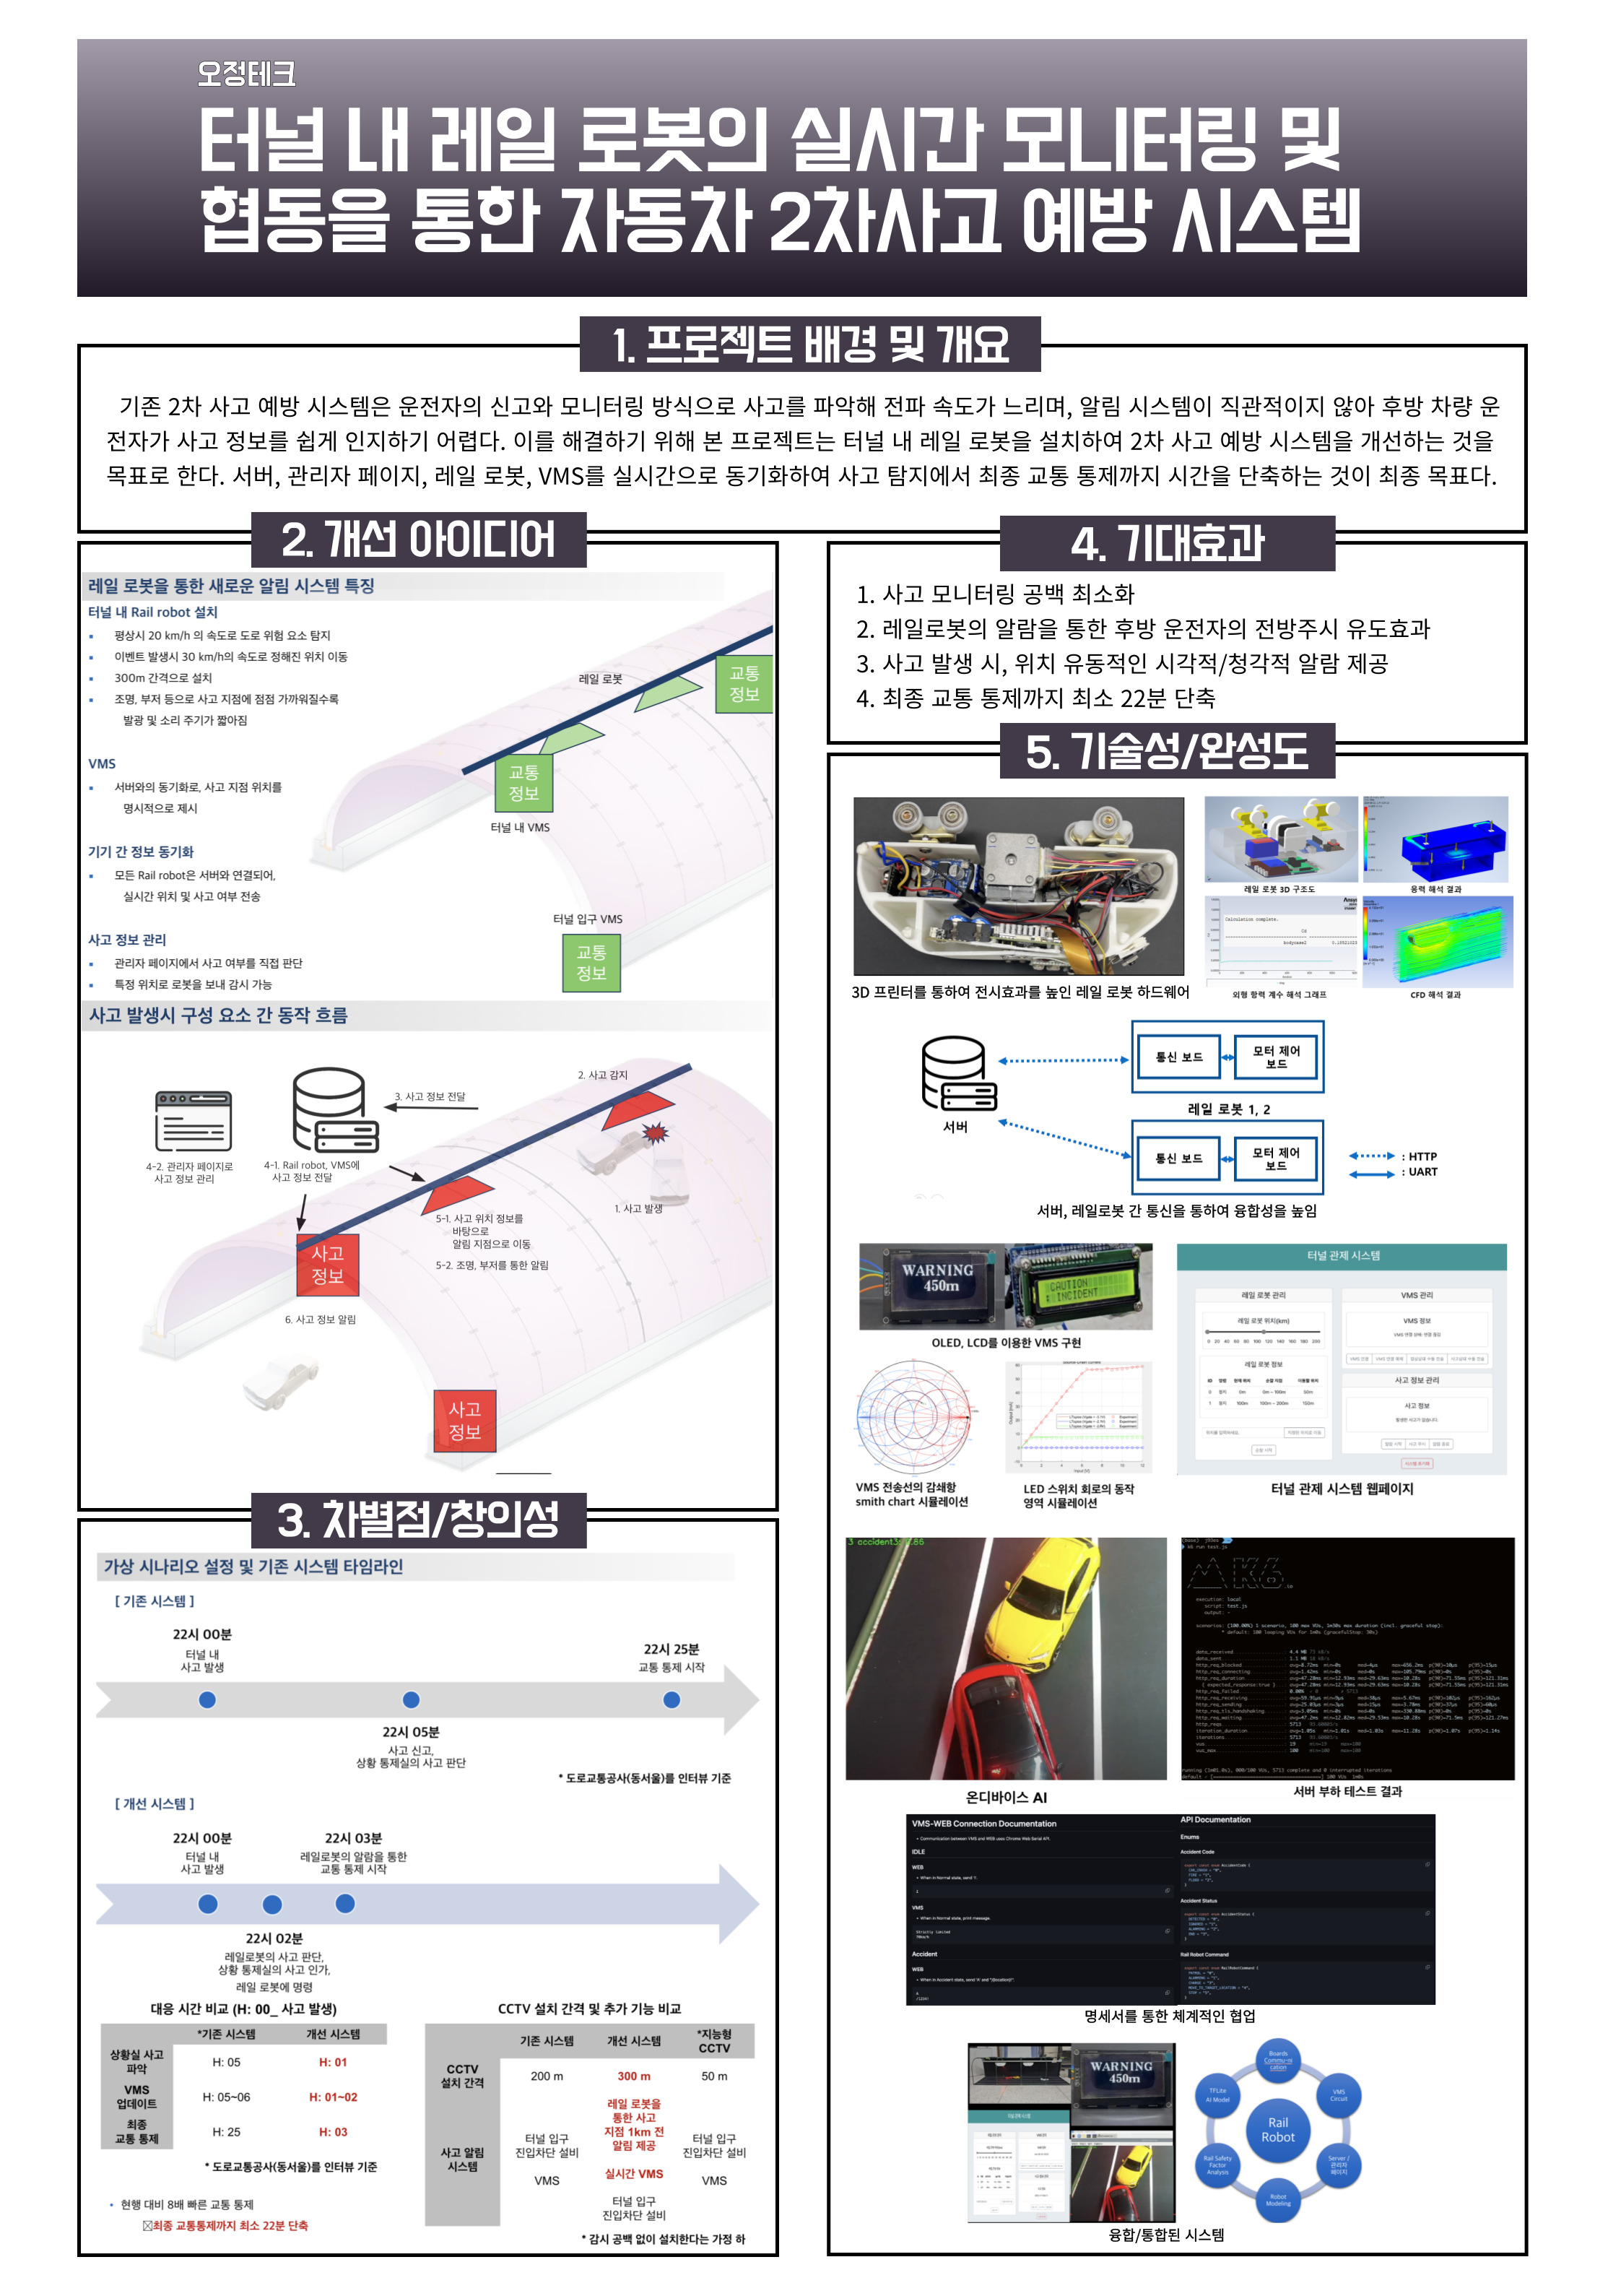 오정테크
터널 내 레일 로봇의 실시간 모니터링 및
협동을 통한 자동차 2차사고 예방 시스템
1. 프로젝트 배경 및 개요
기존 2차 사고 예방 시스템은 운전자의 신고와 모니터링 방식으로 사고를 파악해 전파 속도가 느리며, 알림 시스템이 직관적이지 않아 후방 차량 운
전자가 사고 정보를 쉽게 인지하기 어렵다. 이를 해결하기 위해 본 프로젝트는 터널 내 레일 로봇을 설치하여 2차 사고 예방 시스템을 개선하는 것을
목표로 한다. 서버, 관리자 페이지, 레일 로봇, VMS를 실시간으로 동기화하여 사고 탐지에서 최종 교통 통제까지 시간을 단축하는 것이 최종 목표다.
2. 개선 아이디어
레일 로봇을 통한 새로운 알림 시스템 특징
터널 내 Rail robot 설치
▪ 평상시 20 km/h 의 속도로 도로 위험 요소 탐지
▪ 이벤트 발생시 30 km/h의 속도로 정해진 위치 이동
▪ 300m 간격으로 설치
▪ 조명, 부저 등으로 사고 지점에 점점 가까워질수록
발광 및 소리 주기가 짧아짐
VMS
▪ 서버와의 동기화로, 사고 지점 위치를
명시적으로 제시
기기 간 정보 동기화
▪ 모든 Rail robot은 서버와 연결되어,
실시간 위치 및 사고 여부 전송
사고 정보 관리
▪ 관리자 페이지에서 사고 여부를 직접 판단
▪ 특정 위치로 로봇을 보내 감시 가능
레일 로봇
교통
정보
교통
정보
터널 내 VMS
터널 입구 VMS
교통
정보
사고 발생시 구성 요소 간 동작 흐름
2. 사고 감지
3. 사고 정보 전달
4-2. 관리자 페이지로
사고 정보 관리
4-1. Rail robot, VMS에
사고 정보 전달
1. 사고 발생
5-1. 사고 위치 정보를
바탕으로
알림 지점으로 이동
5-2. 조명, 부저를 통한 알림
사고
정보
6. 사고 정보 알림
사고
정보
3. 차별점/창의성
가상 시나리오 설정 및 기존 시스템 타임라인
[ 기존 시스템 ]
22시 00분
터널 내
사고 발생
22시 25분
교통 통제 시작
22시 05분
사고 신고,
상황 통제실의 사고 판단
* 도로교통공사(동서울)를 인터뷰 기준
[ 개선 시스템 ]
22시 00분
터널 내
사고 발생
22시 03분
레일로봇의 알람을 통한
교통 통제 시작
22시 02분
레일로봇의 사고 판단,
상황 통제실의 사고 인가,
레일 로봇에 명령
대응 시간 비교 (H: 00_ 사고 발생)
*기존 시스템 개선 시스템
상황실 사고
파악 H: 05 H: 01
VMS
업데이트 H: 05~06 H: 01~02
최종
교통 통제 H: 25 H: 03
* 도로교통공사(동서울)를 인터뷰 기준
• 현행 대비 8배 빠른 교통 통제
최종 교통통제까지 최소 22분 단축
CCTV 설치 간격 및 추가 기능 비교
기존 시스템 개선 시스템 *지능형
CCTV
CCTV
설치 간격 200 m 300 m 50 m
사고 알림
시스템
터널 입구
진입차단 설비
VMS
레일 로봇을
통한 사고
지점 1km 전
알림 제공
실시간 VMS
터널 입구
진입차단 설비
터널 입구
진입차단 설비
VMS
* 감시 공백 없이 설치한다는 가정 하
4. 기대효과
1. 사고 모니터링 공백 최소화
2. 레일로봇의 알람을 통한 후방 운전자의 전방주시 유도효과
3. 사고 발생 시, 위치 유동적인 시각적/청각적 알람 제공
4. 최종 교통 통제까지 최소 22분 단축
5. 기술성/완성도
3D 프린터를 통하여 전시효과를 높인 레일 로봇 하드웨어
레일 로봇 3D 구조도
응력 해석 결과
Calculation complete.
외형 항력 계수 해석 그래프
CFD 해석 결과
서버
통신 보드
모터 제어
보드
레일 로봇 1, 2
통신 보드
모터 제어
보드
: HTTP
: UART
서버, 레일로봇 간 통신을 통하여 융합성을 높임
WARNING
450m
CAUTION
INCIDENT
OLED, LCD를 이용한 VMS 구현
VMS 전송선의 감쇄항
smith chart 시뮬레이션
LED 스위치 회로의 동작
영역 시뮬레이션
터널 관제 시스템
레일 로봇 관리
레일 로봇 위치(km)
레일 로봇 정보
VMS 관리
VMS 정보
사고 정보 관리
사고 정보
터널 관제 시스템 웹페이지
온디바이스 AI
execution: local
script: test.js
output: -
서버 부하 테스트 결과
VMS-WEB Connection Documentation
• Communication between VMS and WEB uses Chrome Web Serial API.
IDLE
WEB
VMS
• When in Normal state, print message.
Accident
WEB
API Documentation
Enums
Accident Code
Accident Status
Rail Robot Command
명세서를 통한 체계적인 협업
WARNING
450m
Rail
Robot
Boards
Commu-ni
cation
VMS
Circuit
Server /
관리자
페이지
Robot
Modeling
Rail Safety
Factor
Analysis
TFLite
AI Model
융합/통합된 시스템